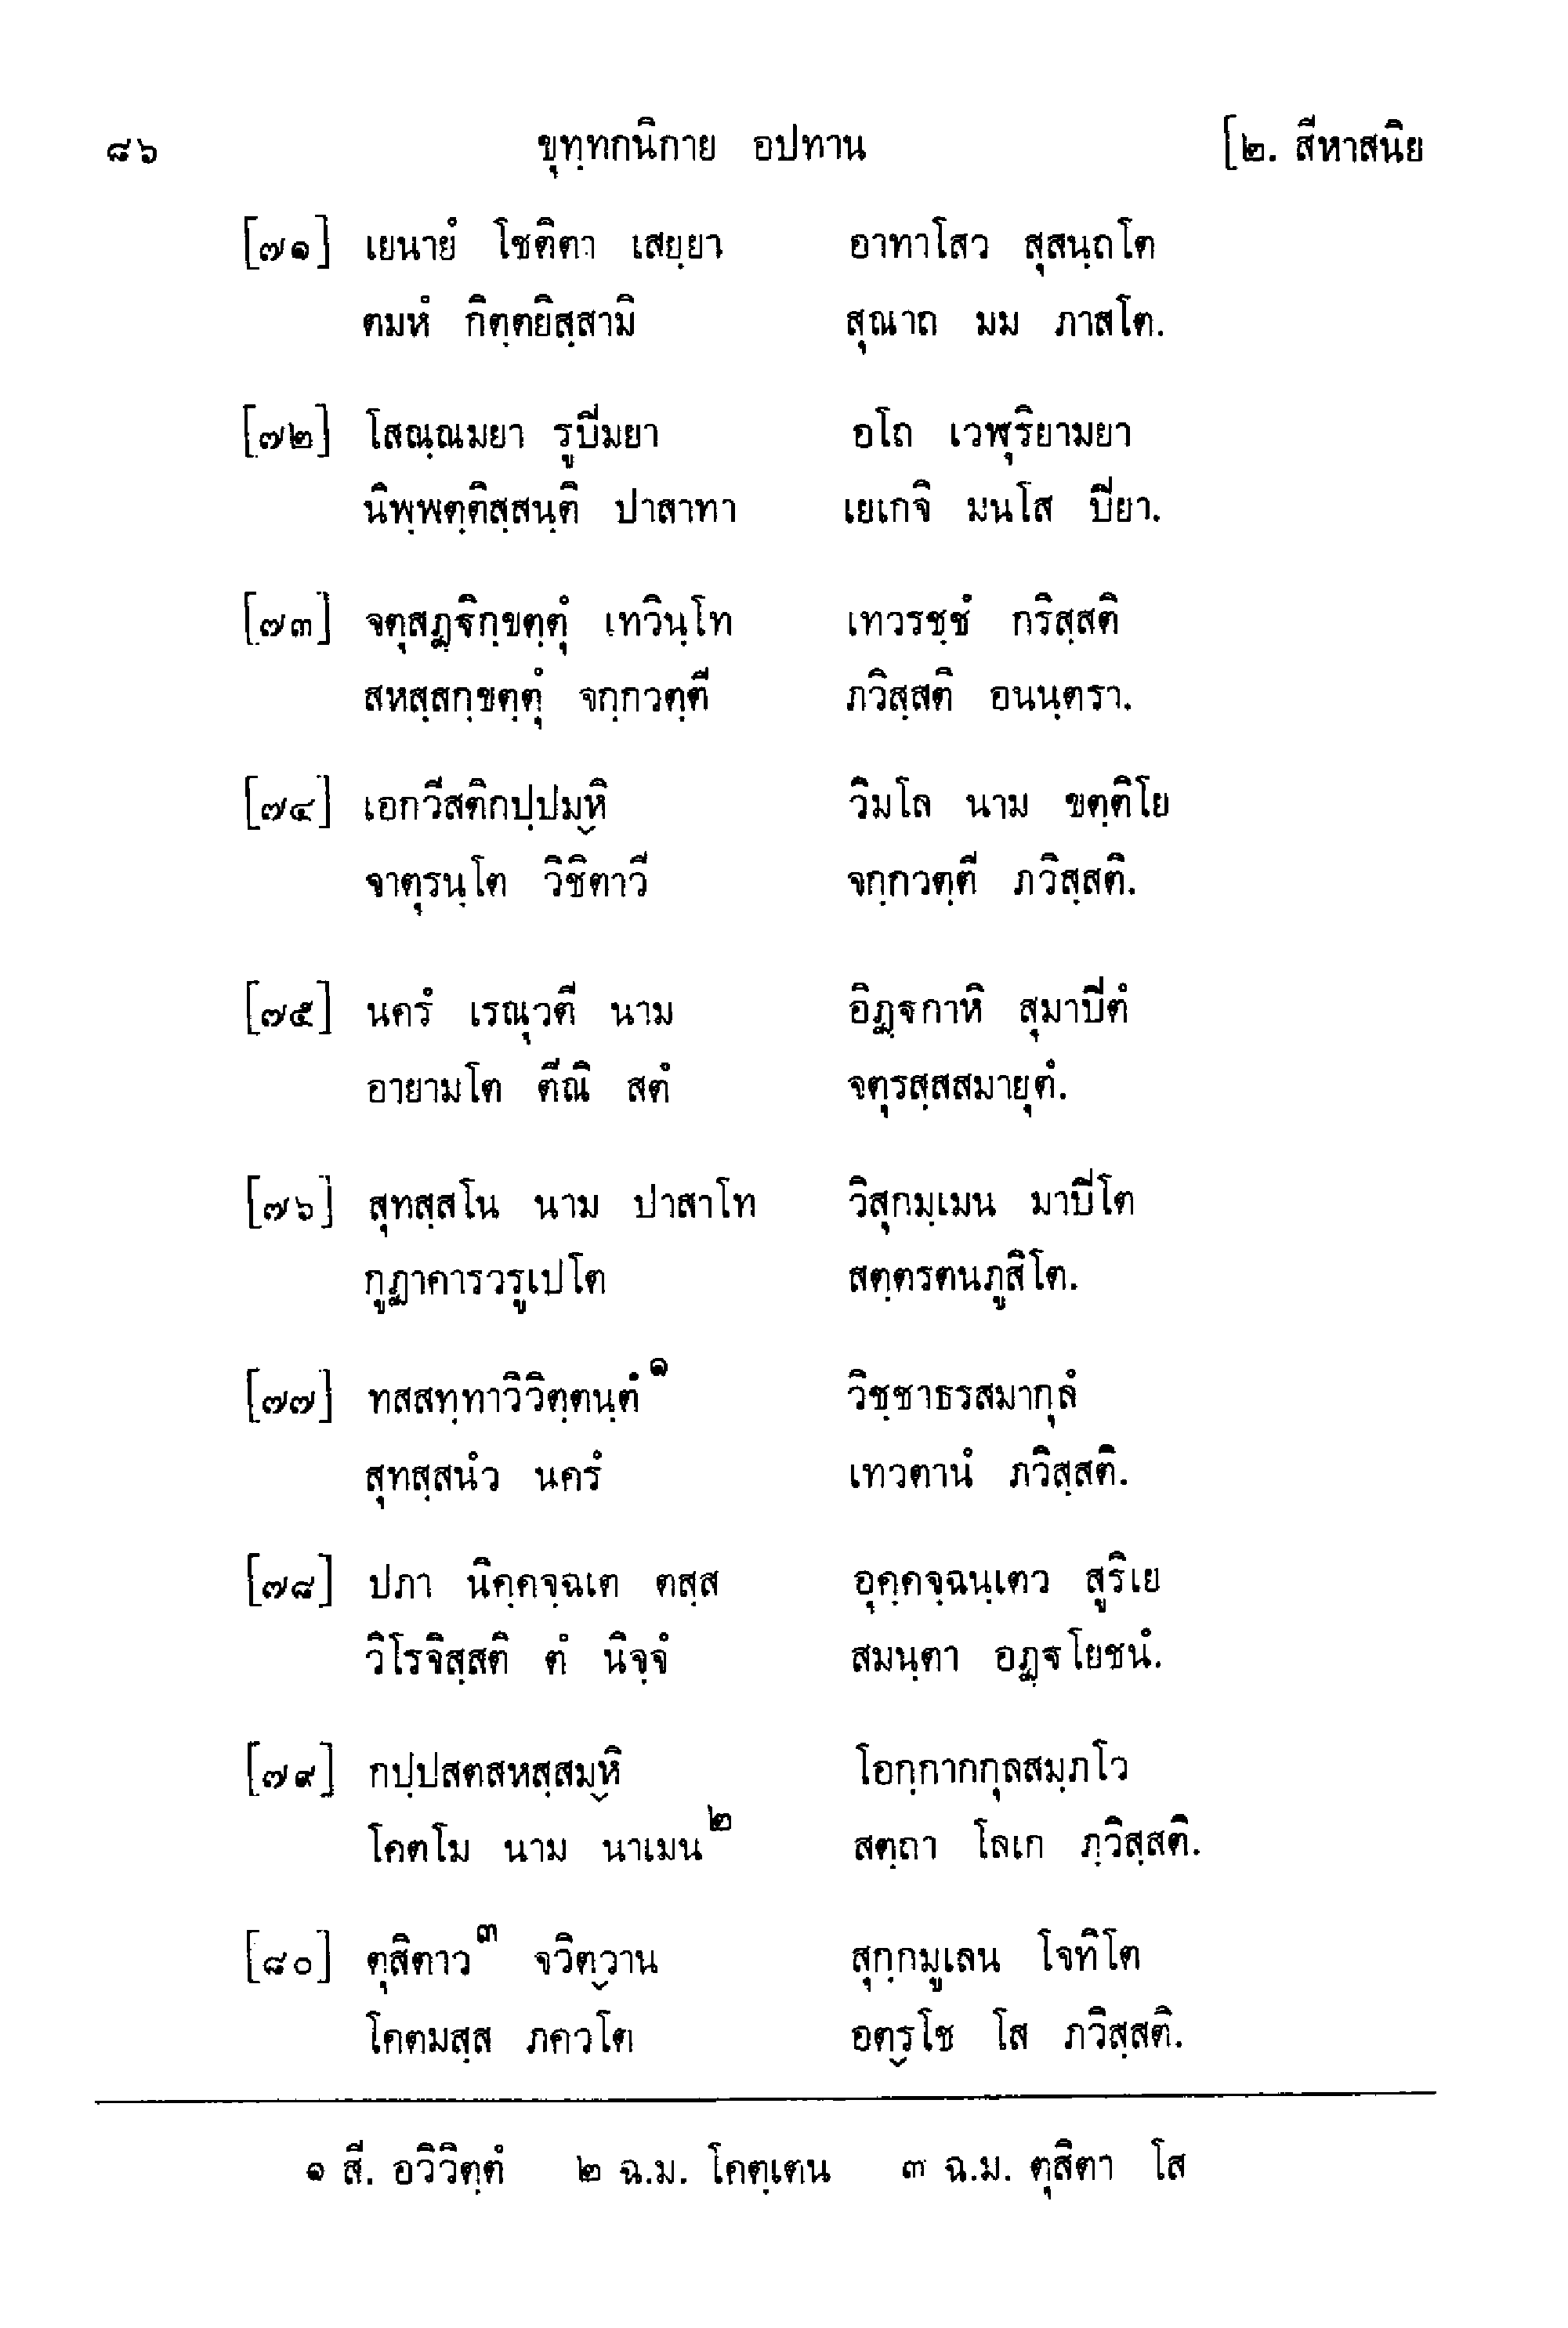 ๘๖ ขุทฺทกนิกาย อปทาน [๒. สีหาสนิย
[๗๑] เยนายํ โชติตา เสยฺยา อาทาโสว สุสนฺถโต
ตมหํ กิตฺตยิสฺสามิ สุณาถ มม ภาสโต.
[๗๒] โสณฺณมยา รูปิมยา อโถ เวฬุริยามยา
นิพฺพตฺติสฺสนฺติ ปาสาทา เยเกจิ มนโส ปิยา.
[๗๓] จตุสฏฺฐิกฺขตฺตุํ เทวินฺโท เทวรชฺชํ กริสฺสติ
สหสฺสกฺขตฺตุํ จกฺกวตฺตี ภวิสฺสติ อนนฺตรา.
[๗๔] เอกวีสติกปฺปมฺหิ วิมโล นาม ขตฺติโย
จาตุรนฺโต วิชิตาวี จกฺกวตฺตี ภวิสฺสติ.
[๗๕] นครํ เรณุวตี นาม อิฏฺฐกาหิ สุมาปิตํ
อายามโต ตีณิ สตํ จตุรสฺสสมายุตํ.
[๗๖] สุทสฺสโน นาม ปาสาโท วิสุกมฺเมน มาปิโต
กูฏาคารวรูเปโต สตฺตรตนภูสิโต.
[๗๗] ทสสทฺทาวิวิตฺตนฺตํ๑ วิชฺชาธรสมากุลํ
สุทสฺสนํว นครํ เทวตานํ ภวิสฺสติ.
[๗๘] ปภา นิคฺคจฺฉเต ตสฺส อุคฺคจฺฉนฺเตว สูริเย
วิโรจิสฺสติ ตํ นิจฺจํ สมนฺตา อฏฺฐโยชนํ.
[๗๙] กปฺปสตสหสฺสมฺหิ โอกฺกากกุลสมฺภโว
โคตโม นาม นาเมน๒ สตฺถา โลเก ภวิสฺสติ.
[๘๐] ตุสิตาว๓ จวิตฺวาน สุกฺกมูเลน โจทิโต
โคตมสฺส ภควโต อตฺรโช โส ภวิสฺสติ.
๑ สี. อวิวิตฺตํ ๒ ฉ.ม. โคตฺเตน ๓ ฉ.ม. ตุสิตา โส